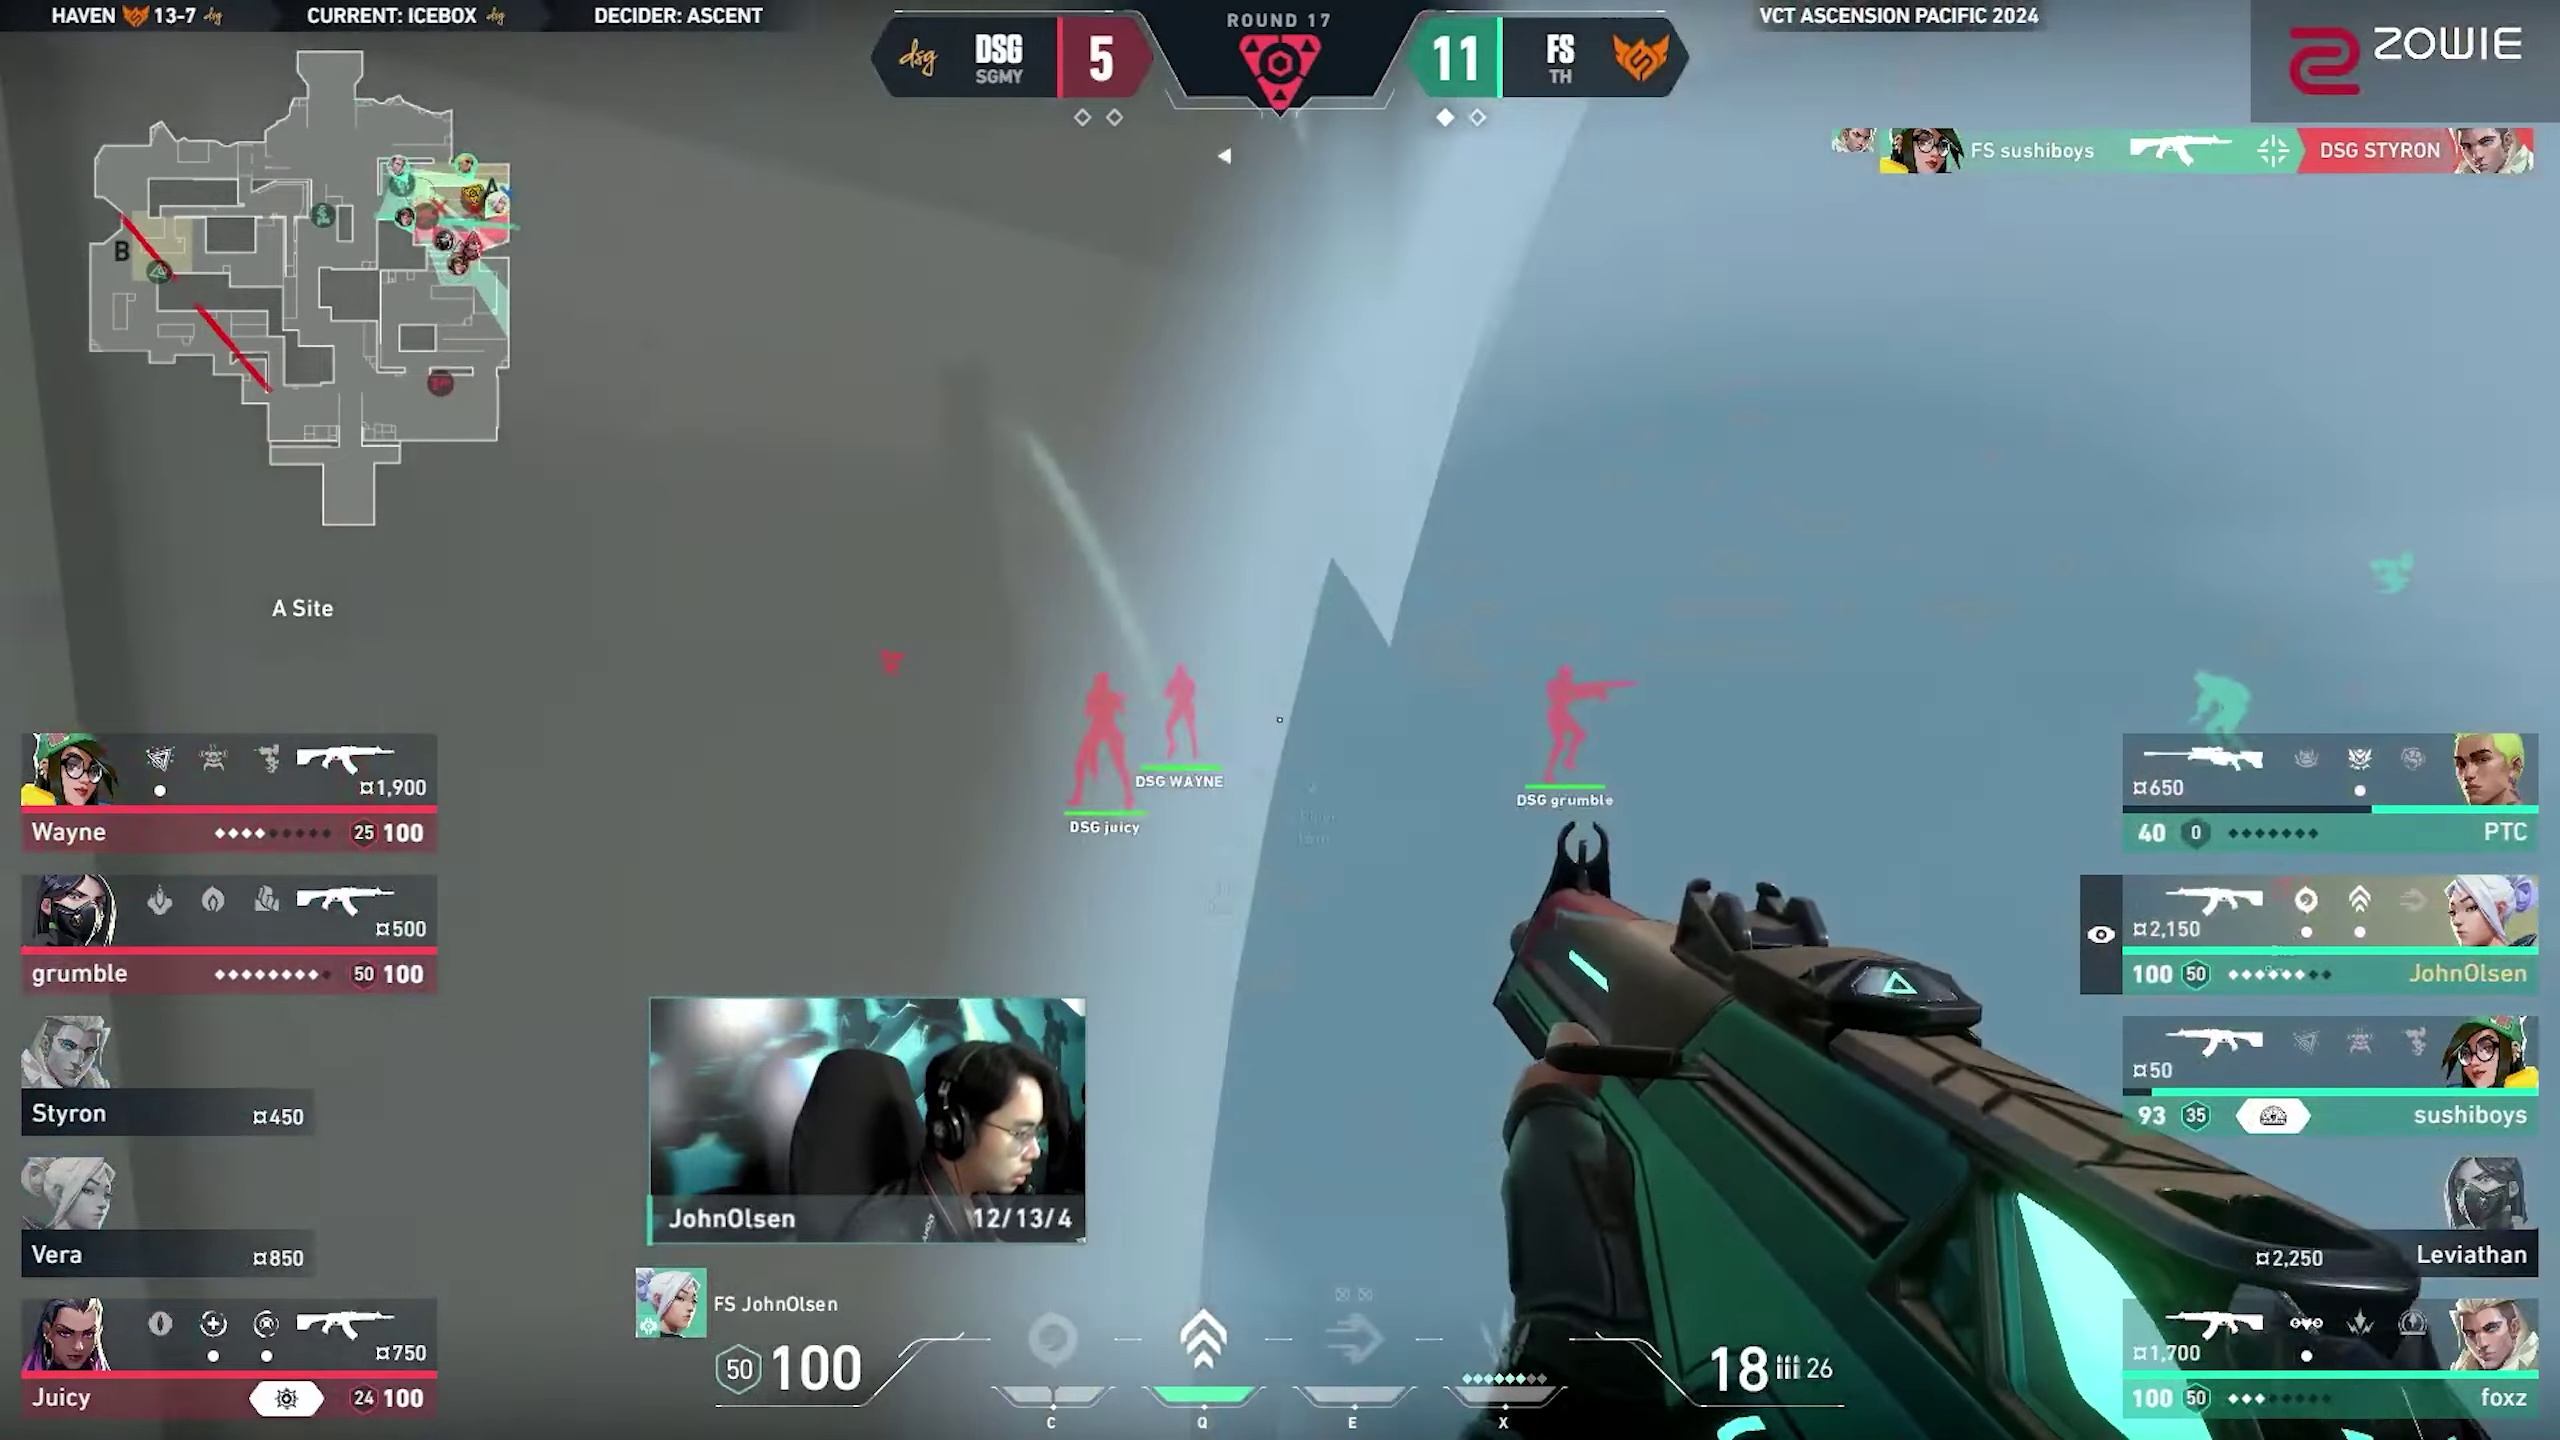 HAVEN 13-7 dsg
CURRENT: ICEBOX dsg
DECIDER: ASCENT
dsg DSG
SGMY
5
ROUND 17
11
FS
TH
VCT ASCENSION PACIFIC 2024
ZOWIE
FS sushiboys
DSG STYRON
A
B
A Site
DSG WAYNE
DSG juicy
DSG grumble
1,900
Wayne
25 100
500
grumble
50 100
Styron
450
Vera
850
750
Juicy
24 100
650
40 0
PTC
2,150
100 50
JohnOlsen
50
93 35
sushiboys
2,250
Leviathan
1,700
100 50
foxz
JohnOlsen
12/13/4
FS JohnOlsen
50 100
C
Q
E
X
18 26